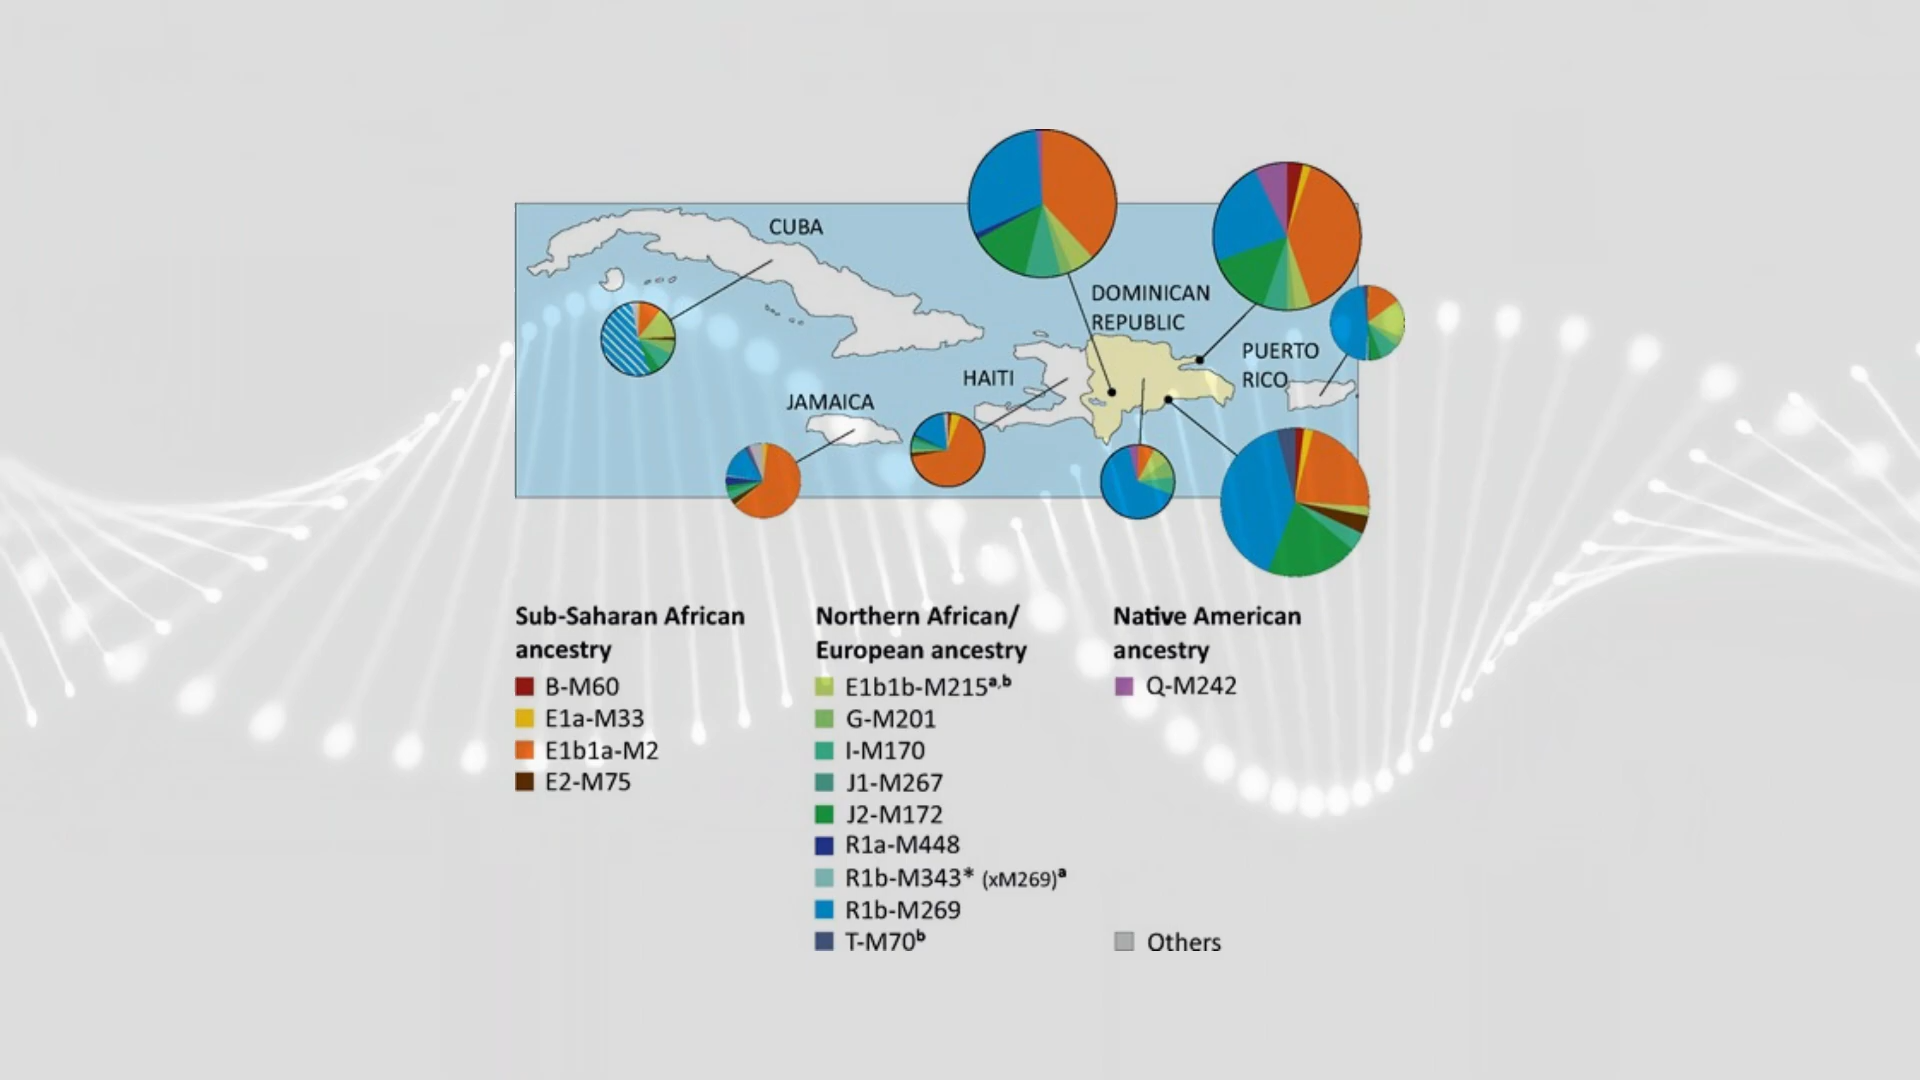 CUBA
DOMINICAN
REPUBLIC
PUERTO
RICO
HAITI
JAMAICA
Sub-Saharan African
ancestry
B-M60
E1a-M33
E1b1a-M2
E2-M75
Northern African/
European ancestry
E1b1b-M215a,b
G-M201
I-M170
J1-M267
J2-M172
R1a-M448
R1b-M343* (xM269)a
R1b-M269
T-M70b
Native American
ancestry
Q-M242
Others